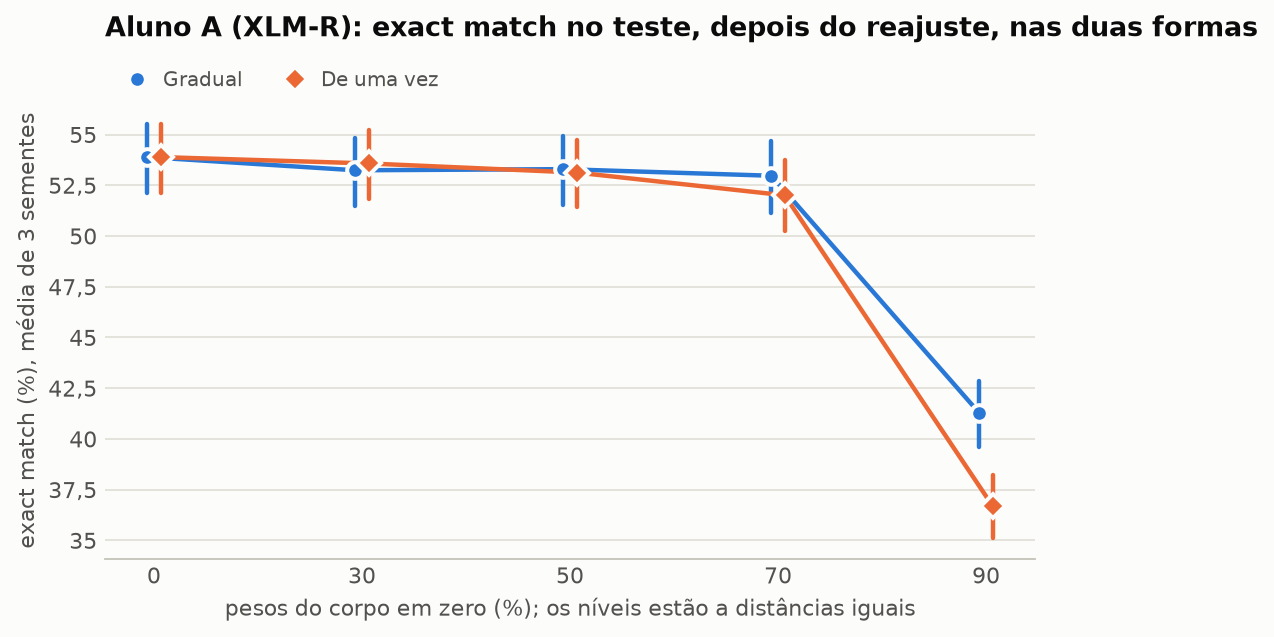 Aluno A (XLM-R): exact match no teste, depois do reajuste, nas duas formas
Gradual
De uma vez
exact match (%), média de 3 sementes
55
52,5
50
47,5
45
42,5
40
37,5
35
0
30
50
70
90
pesos do corpo em zero (%); os níveis estão a distâncias iguais